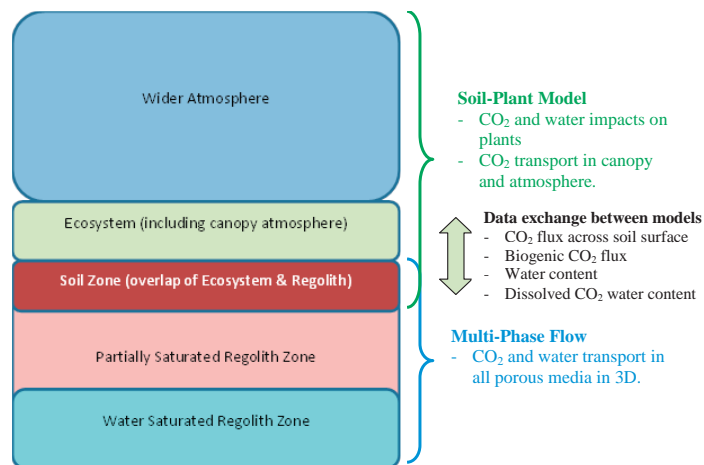 Wider Atmosphere
Ecosystem (including canopy atmosphere)
Soil Zone (overlap of Ecosystem & Regolith)
Partially Saturated Regolith Zone
Water Saturated Regolith Zone
Soil-Plant Model
- CO₂ and water impacts on
plants
- CO₂ transport in canopy
and atmosphere.
Data exchange between models
- CO₂ flux across soil surface
- Biogenic CO₂ flux
- Water content
- Dissolved CO₂ water content
Multi-Phase Flow
- CO₂ and water transport in
all porous media in 3D.